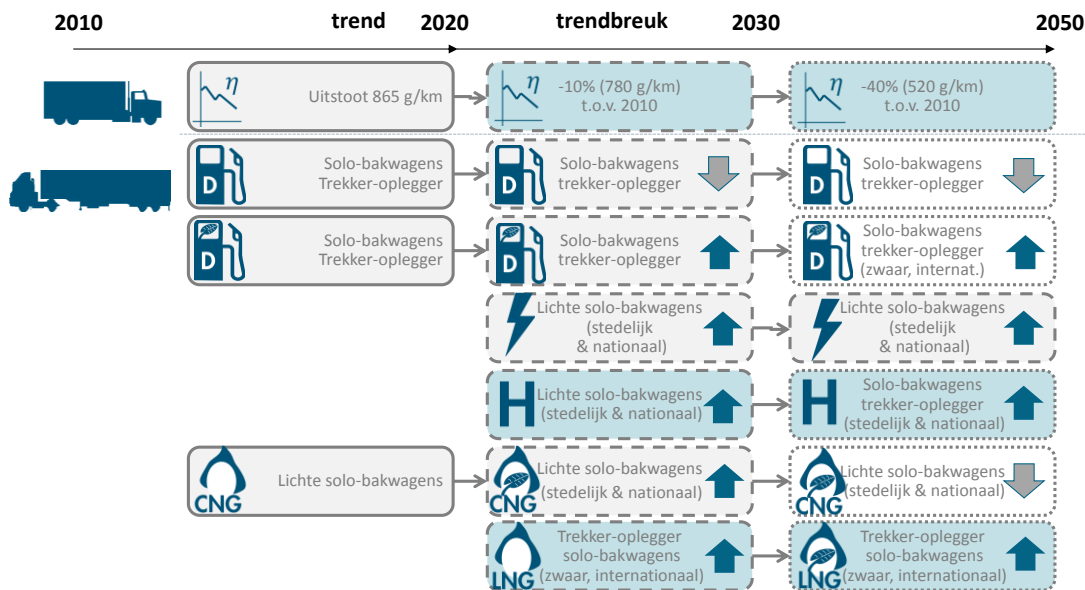 2010 trend 2020 trendbreuk 2030 2050
η Uitstoot 865 g/km
η -10% (780 g/km)
t.o.v. 2010
η -40% (520 g/km)
t.o.v. 2010
D Solo-bakwagens
Trekker-oplegger
D Solo-bakwagens
trekker-oplegger
D Solo-bakwagens
trekker-oplegger
D Solo-bakwagens
Trekker-oplegger
D Solo-bakwagens
trekker-oplegger
D Solo-bakwagens
trekker-oplegger
(zwaar, internat.)
Lichte solo-bakwagens
(stedelijk
& nationaal)
Lichte solo-bakwagens
(stedelijk
& nationaal)
H Lichte solo-bakwagens
(stedelijk & nationaal)
H Solo-bakwagens
trekker-oplegger
(stedelijk & nationaal)
CNG Lichte solo-bakwagens
CNG Lichte solo-bakwagens
(stedelijk & nationaal)
CNG Lichte solo-bakwagens
(stedelijk & nationaal)
LNG Trekker-oplegger
solo-bakwagens
(zwaar, internationaal)
LNG Trekker-oplegger
solo-bakwagens
(zwaar, internationaal)